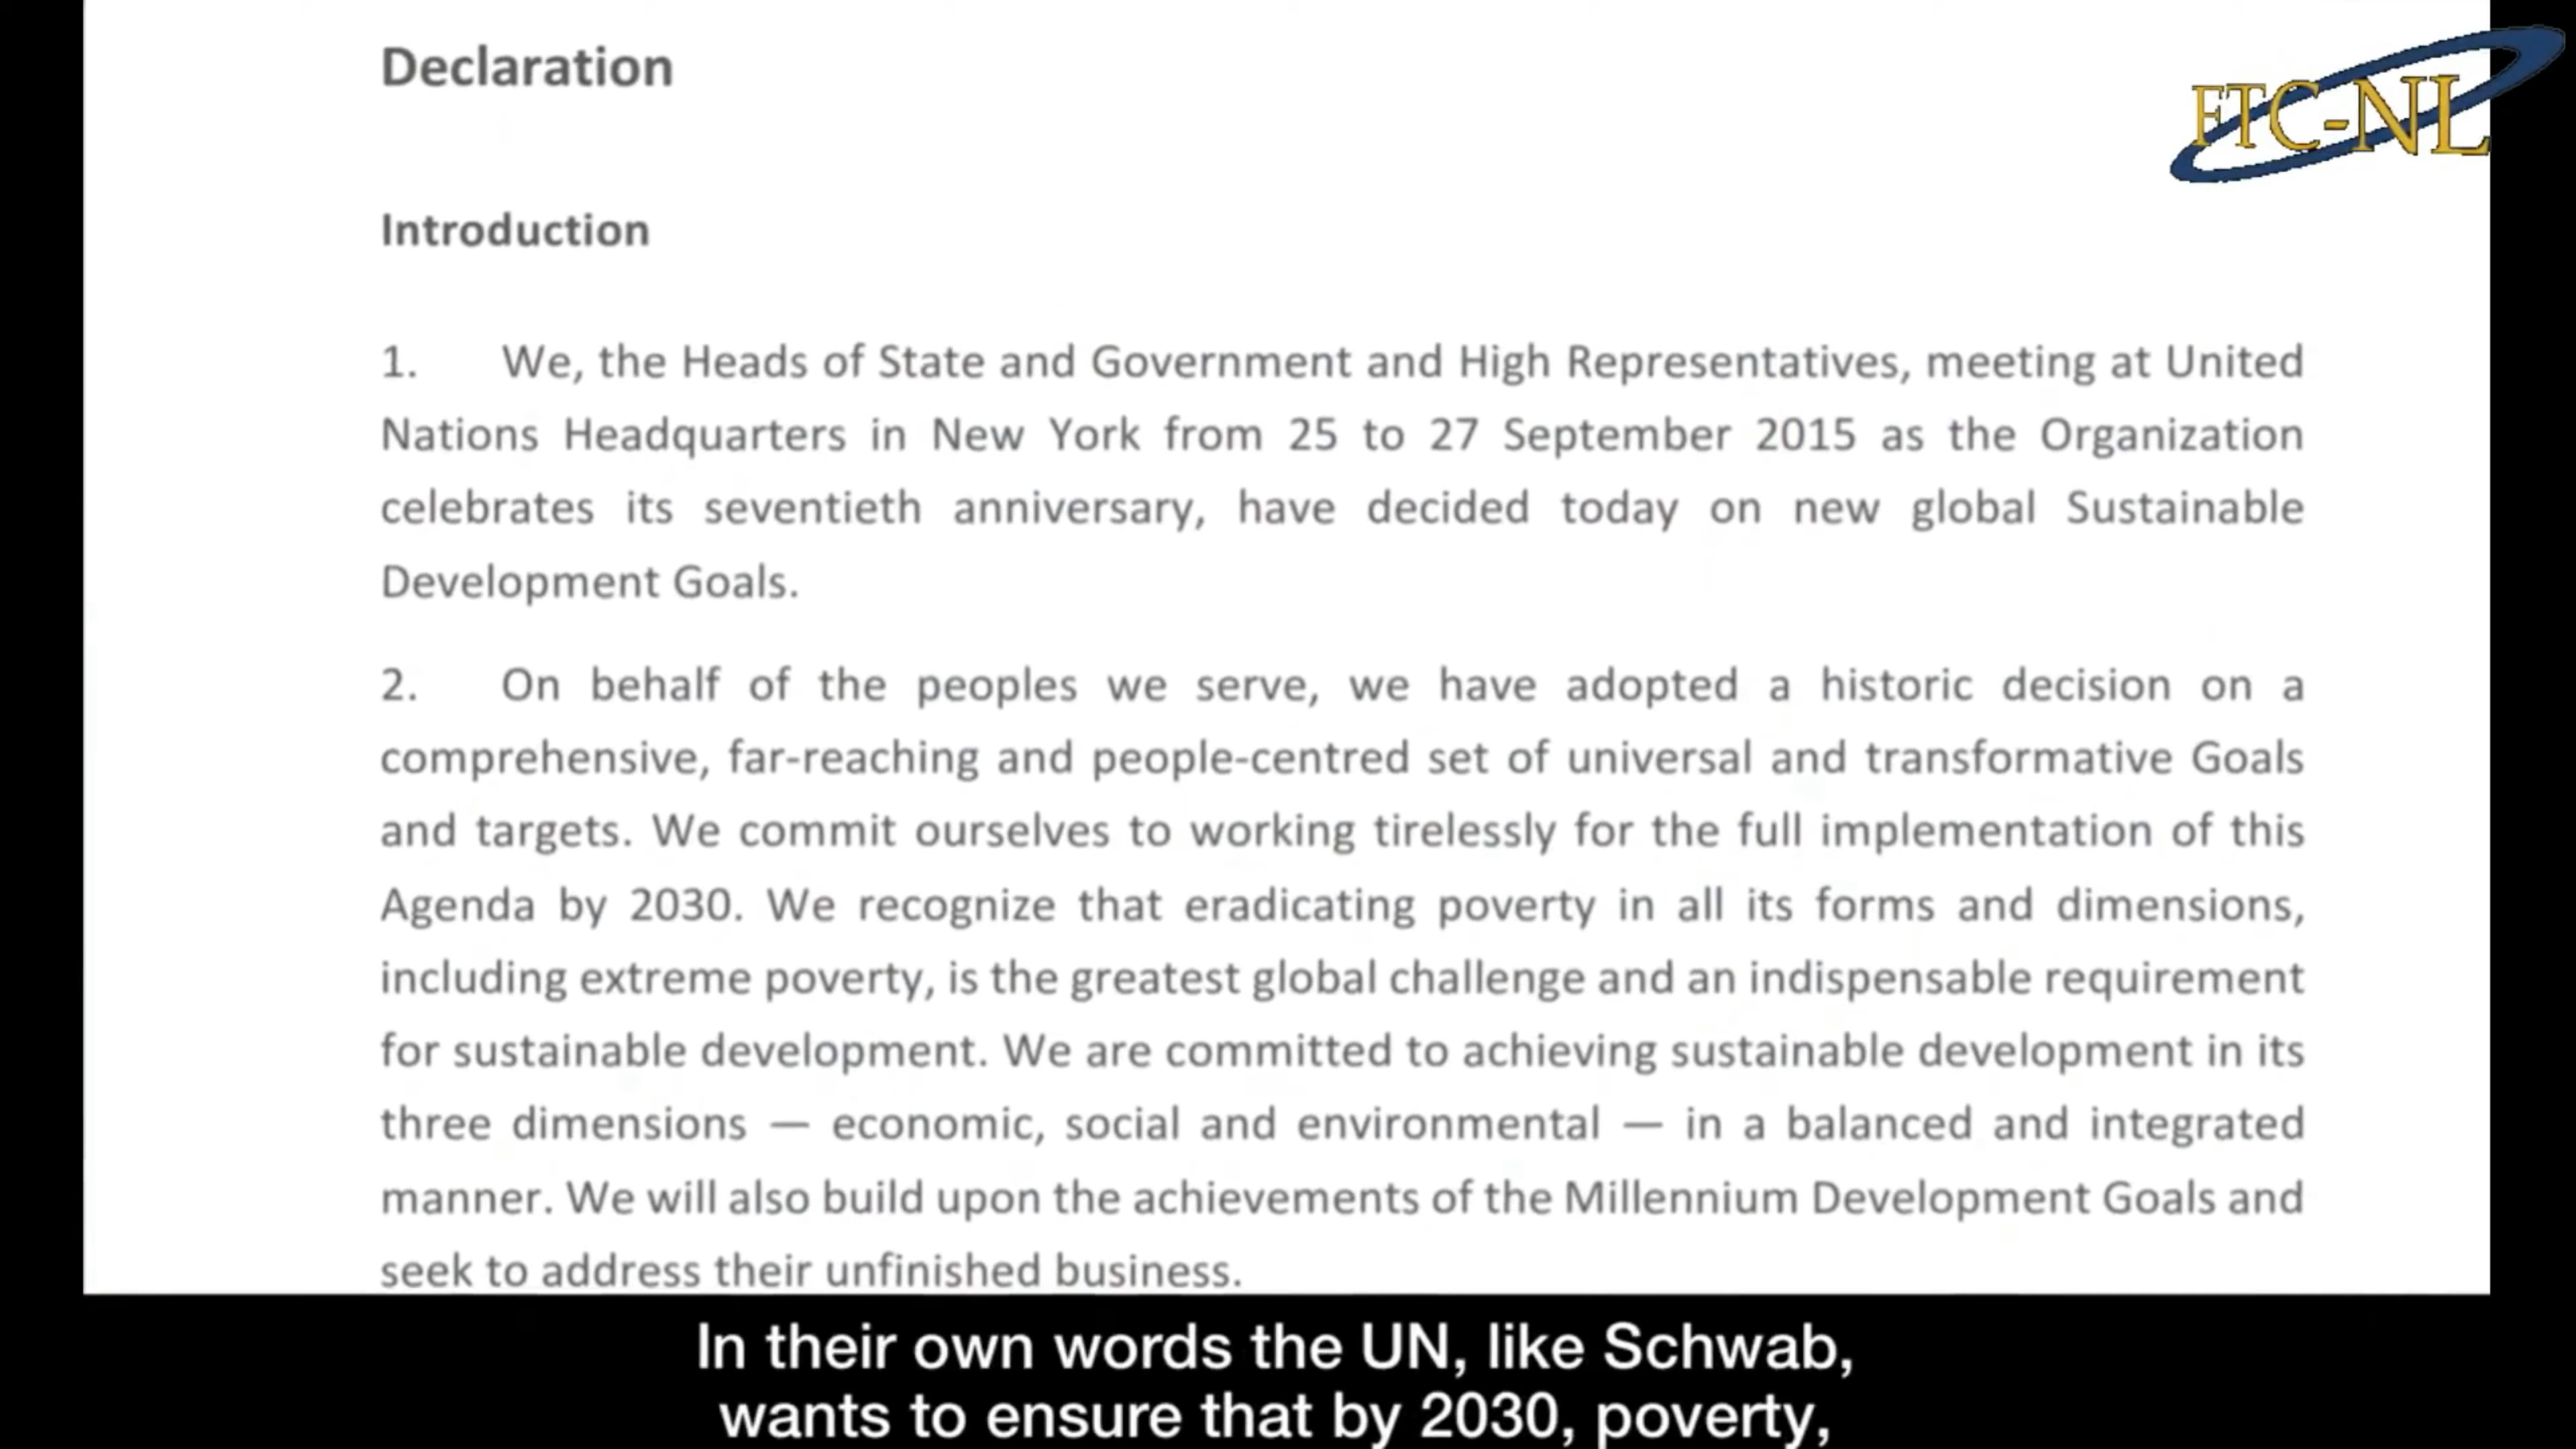 Declaration
FTC-NL
Introduction
1. We, the Heads of State and Government and High Representatives, meeting at United
Nations Headquarters in New York from 25 to 27 September 2015 as the Organization
celebrates its seventieth anniversary, have decided today on new global Sustainable
Development Goals.
2. On behalf of the peoples we serve, we have adopted a historic decision on a
comprehensive, far-reaching and people-centred set of universal and transformative Goals
and targets. We commit ourselves to working tirelessly for the full implementation of this
Agenda by 2030. We recognize that eradicating poverty in all its forms and dimensions,
including extreme poverty, is the greatest global challenge and an indispensable requirement
for sustainable development. We are committed to achieving sustainable development in its
three dimensions — economic, social and environmental — in a balanced and integrated
manner. We will also build upon the achievements of the Millennium Development Goals and
seek to address their unfinished business.
In their own words the UN, like Schwab,
wants to ensure that by 2030, poverty,